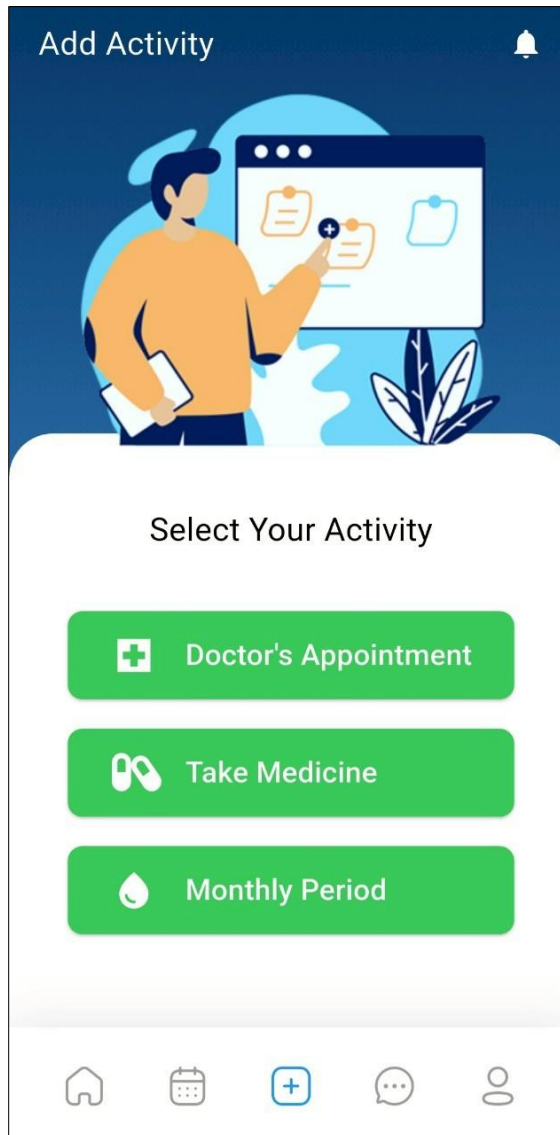 Add Activity
Select Your Activity
Doctor's Appointment
Take Medicine
Monthly Period